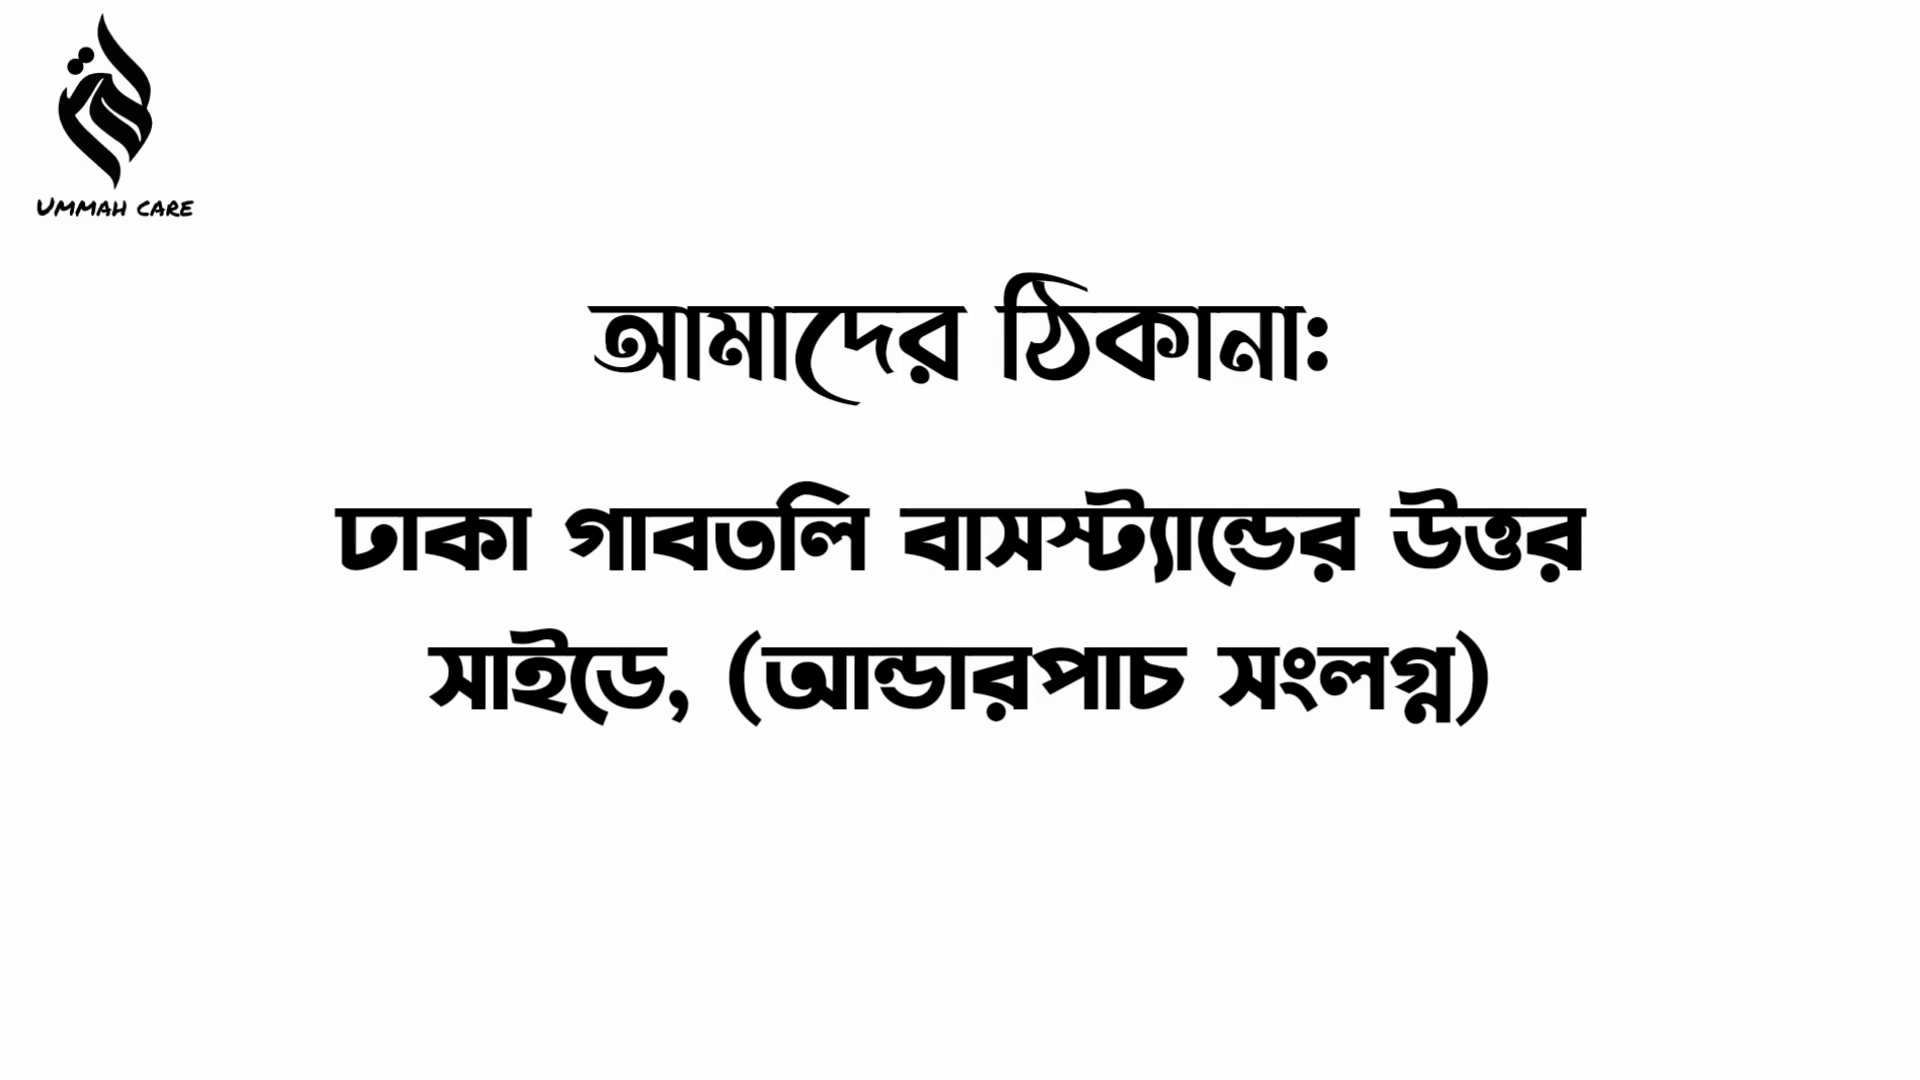 UMMAH CARE
আমাদের ঠিকানা:
ঢাকা গাবতলি বাসস্ট্যান্ডের উত্তর
সাইডে, (আন্ডারপাচ সংলগ্ন)